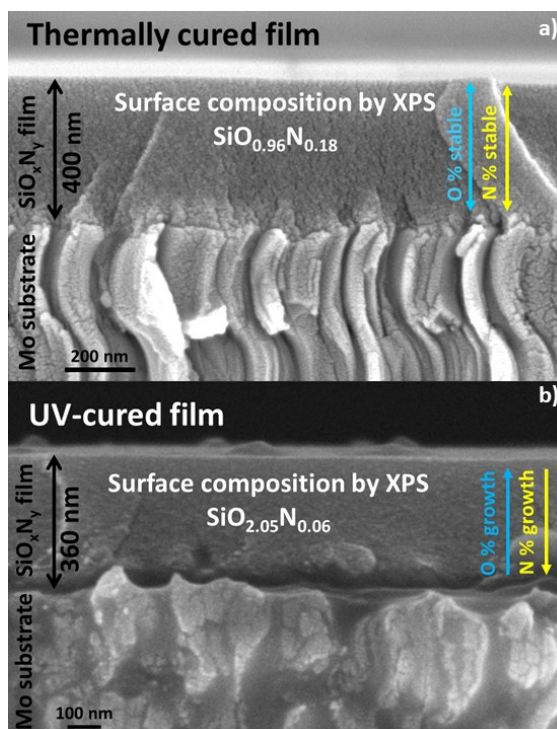 Thermally cured film
a)
SiOₓNᵧ film
400 nm
Surface composition by XPS
SiO₀.₉₆N₀.₁₈
O % stable
N % stable
Mo substrate
200 nm
UV-cured film
b)
SiOₓNᵧ film
360 nm
Surface composition by XPS
SiO₂.₀₅N₀.₀₆
O % growth
N % growth
Mo substrate
100 nm